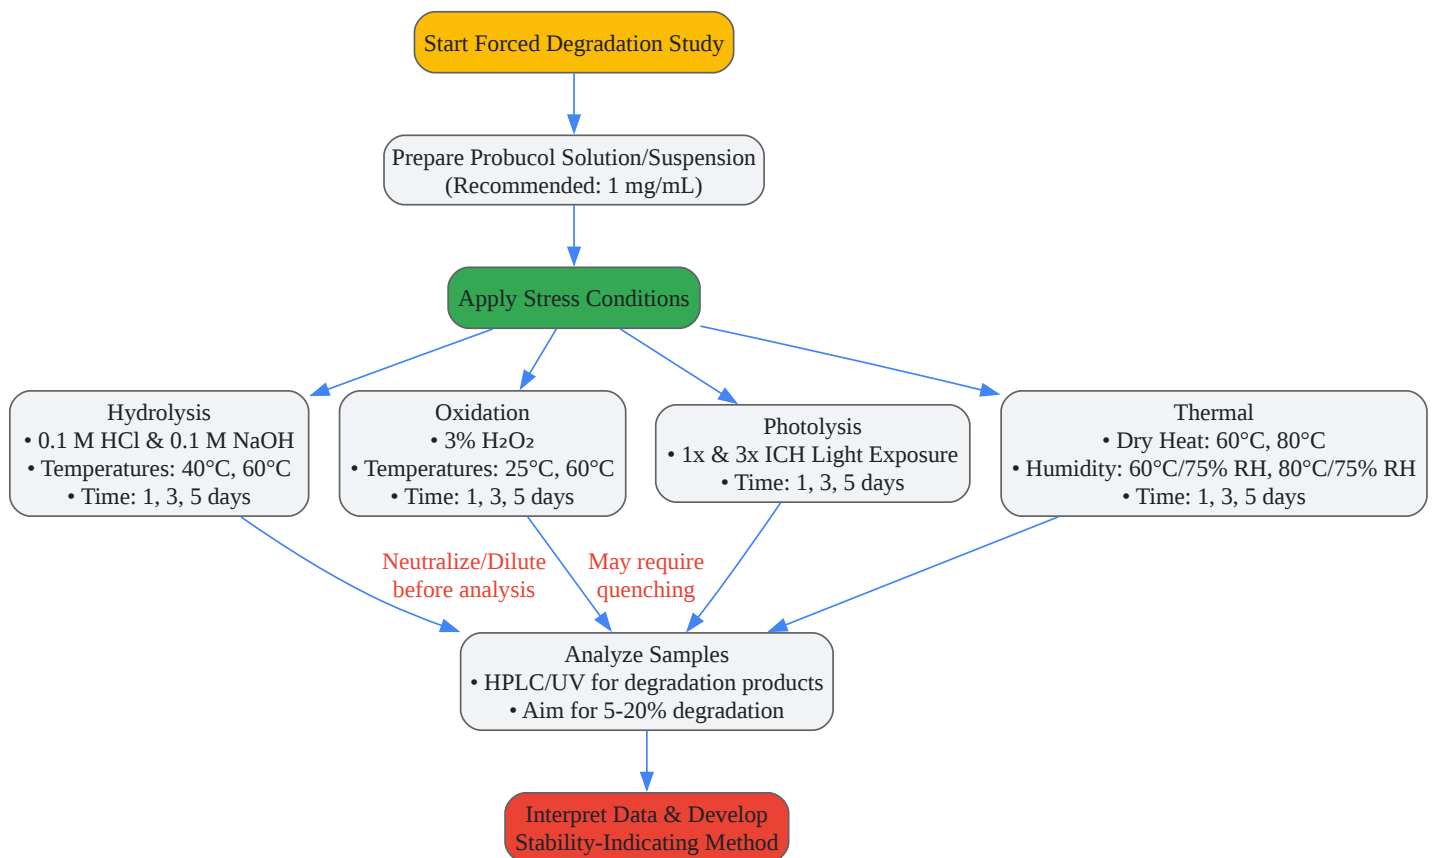 Start Forced Degradation Study
Prepare Probucol Solution/Suspension
(Recommended: 1 mg/mL)
Apply Stress Conditions
Hydrolysis
• 0.1 M HCl & 0.1 M NaOH
• Temperatures: 40°C, 60°C
• Time: 1, 3, 5 days
Oxidation
• 3% H₂O₂
• Temperatures: 25°C, 60°C
• Time: 1, 3, 5 days
Photolysis
• 1x & 3x ICH Light Exposure
• Time: 1, 3, 5 days
Thermal
• Dry Heat: 60°C, 80°C
• Humidity: 60°C/75% RH, 80°C/75% RH
• Time: 1, 3, 5 days
Neutralize/Dilute
before analysis
May require
quenching
Analyze Samples
• HPLC/UV for degradation products
• Aim for 5-20% degradation
Interpret Data & Develop
Stability-Indicating Method